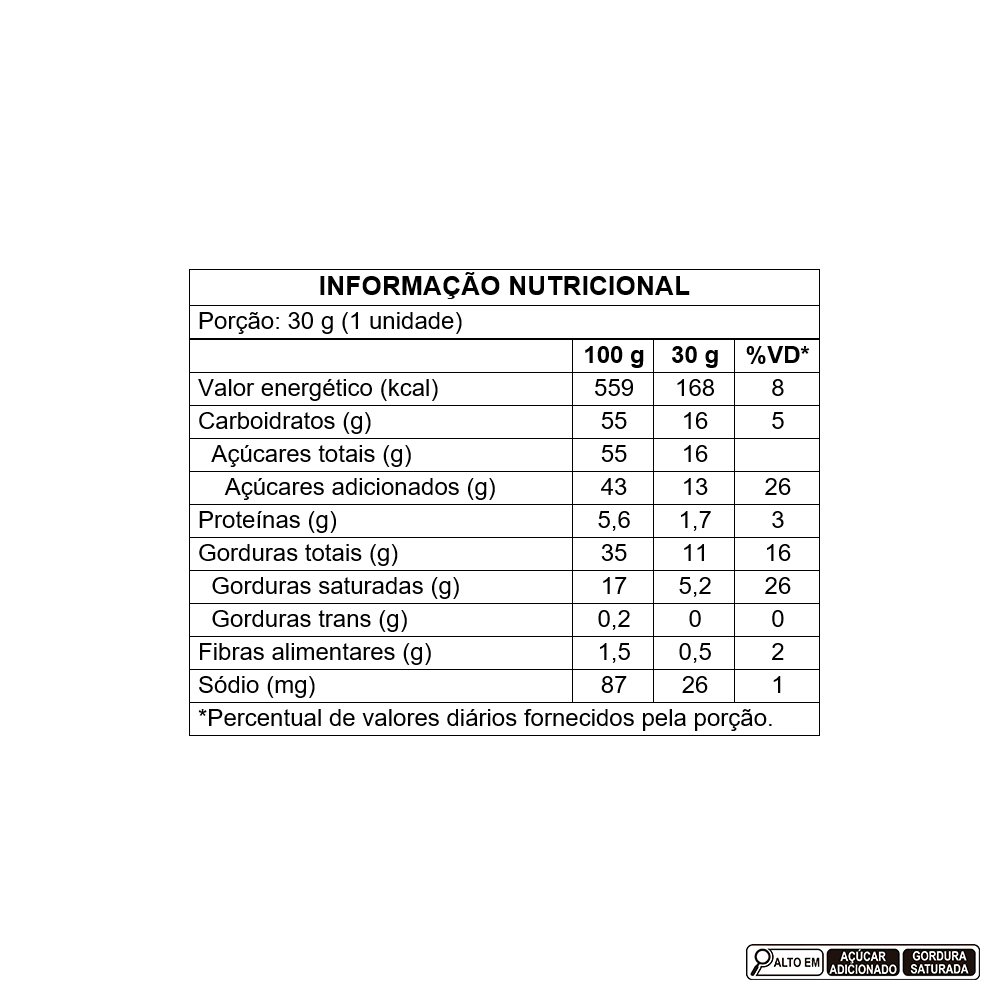 INFORMAÇÃO NUTRICIONAL
Porção: 30 g (1 unidade)
100 g 30 g %VD*
Valor energético (kcal) 559 168 8
Carboidratos (g) 55 16 5
Açúcares totais (g) 55 16
Açúcares adicionados (g) 43 13 26
Proteínas (g) 5,6 1,7 3
Gorduras totais (g) 35 11 16
Gorduras saturadas (g) 17 5,2 26
Gorduras trans (g) 0,2 0 0
Fibras alimentares (g) 1,5 0,5 2
Sódio (mg) 87 26 1
*Percentual de valores diários fornecidos pela porção.
ALTO EM
AÇÚCAR
ADICIONADO
GORDURA
SATURADA